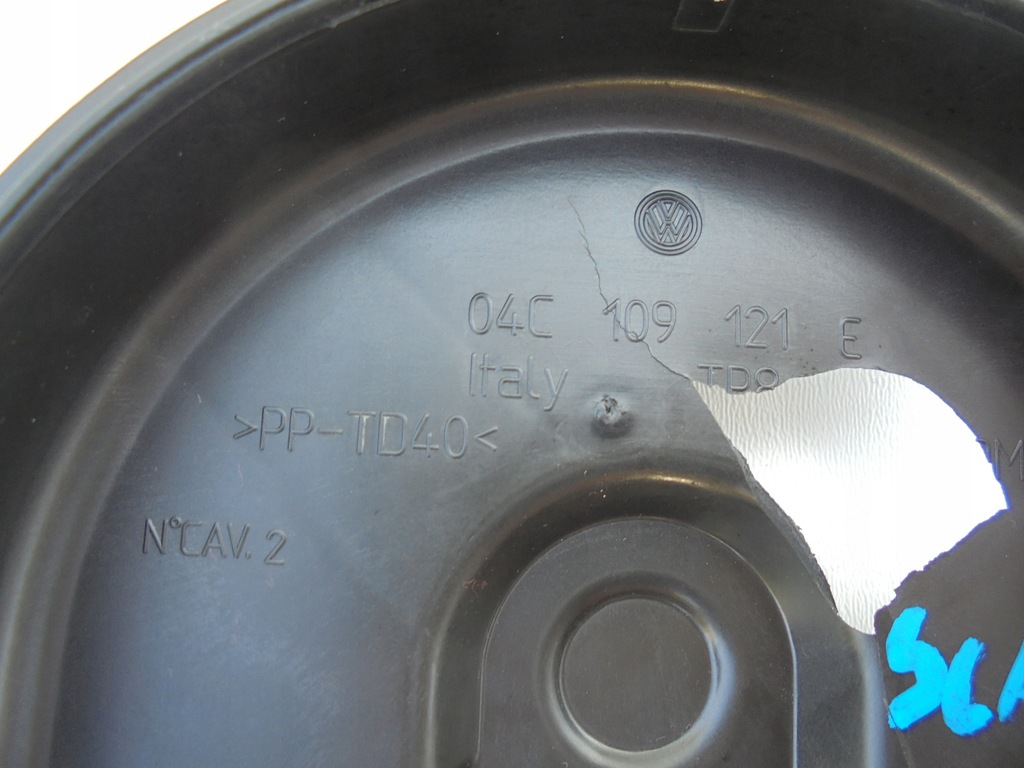 04C 109 121 E
Italy
>PP-TD40<
N°CAV. 2